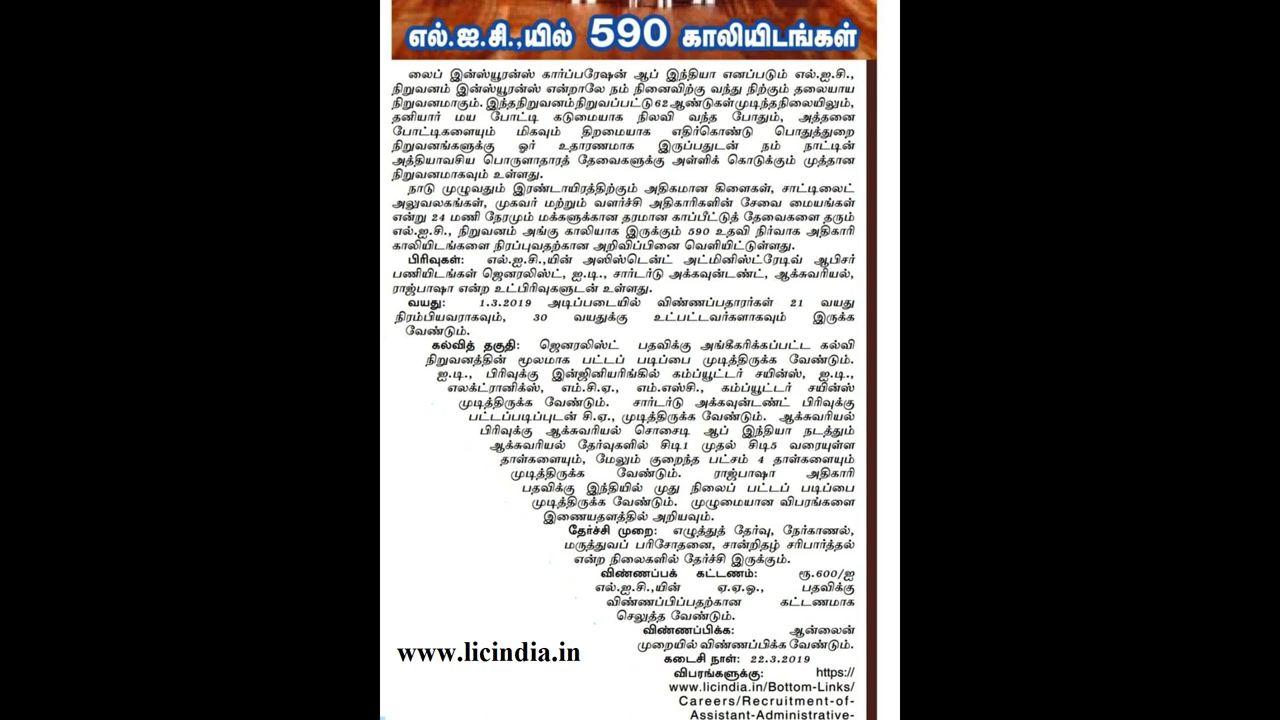 எல்.ஐ.சி.,யில் 590 காலியிடங்கள்
லைப் இன்ஸ்யூரன்ஸ் கார்ப்பரேஷன் ஆப் இந்தியா எனப்படும் எல்.ஐ.சி.,
நிறுவனம் இன்ஸ்யூரன்ஸ் என்றாலே நம் நினைவிற்கு வந்து நிற்கும் தலையாய
நிறுவனமாகும். இந்தநிறுவனம்நிறுவப்பட்டு 62 ஆண்டுகள்முடிந்தநிலையிலும்,
தனியார் மய போட்டி கடுமையாக நிலவி வந்த போதும், அத்தனை
போட்டிகளையும் மிகவும் திறமையாக எதிர்கொண்டு பொதுத்துறை
நிறுவனங்களுக்கு ஓர் உதாரணமாக இருப்பதுடன் நம் நாட்டின்
அத்தியாவசிய பொருளாதாரத் தேவைகளுக்கு அள்ளிக் கொடுக்கும் முத்தான
நிறுவனமாகவும் உள்ளது.
நாடு முழுவதும் இரண்டாயிரத்திற்கும் அதிகமான கிளைகள், சாட்டிலைட்
அலுவலகங்கள், முகவர் மற்றும் வளர்ச்சி அதிகாரிகளின் சேவை மையங்கள்
என்று 24 மணி நேரமும் மக்களுக்கான தரமான காப்பீட்டுத் தேவைகளை தரும்
எல்.ஐ.சி., நிறுவனம் அங்கு காலியாக இருக்கும் 590 உதவி நிர்வாக அதிகாரி
காலியிடங்களை நிரப்புவதற்கான அறிவிப்பினை வெளியிட்டுள்ளது.
பிரிவுகள்: எல்.ஐ.சி.,யின் அஸிஸ்டென்ட் அட்மினிஸ்ட்ரேடிவ் ஆபிசர்
பணியிடங்கள் ஜெனரலிஸ்ட், ஐ.டி., சார்டர்டு அக்கவுன்டண்ட், ஆக்சுவரியல்,
ராஜ்பாஷா என்ற உட்பிரிவுகளுடன் உள்ளது.
வயது: 1.3.2019 அடிப்படையில் விண்ணப்பதாரர்கள் 21 வயது
நிரம்பியவராகவும், 30 வயதுக்கு உட்பட்டவர்களாகவும் இருக்க
வேண்டும்.
கல்வித் தகுதி: ஜெனரலிஸ்ட் பதவிக்கு அங்கீகரிக்கப்பட்ட கல்வி
நிறுவனத்தின் மூலமாக பட்டப் படிப்பை முடித்திருக்க வேண்டும்.
ஐ.டி., பிரிவுக்கு இன்ஜினியரிங்கில் கம்ப்யூட்டர் சயின்ஸ், ஐ.டி.,
எலக்ட்ரானிக்ஸ், எம்.சி.ஏ., எம்.எஸ்சி., கம்ப்யூட்டர் சயின்ஸ்
முடித்திருக்க வேண்டும். சார்டர்டு அக்கவுன்டண்ட் பிரிவுக்கு
பட்டப்படிப்புடன் சி.ஏ., முடித்திருக்க வேண்டும். ஆக்சுவரியல்
பிரிவுக்கு ஆக்சுவரியல் சொசைடி ஆப் இந்தியா நடத்தும்
ஆக்சுவரியல் தேர்வுகளில் சிடி1 முதல் சிடி5 வரையுள்ள
தாள்களையும், மேலும் குறைந்த பட்சம் 4 தாள்களையும்
முடித்திருக்க வேண்டும். ராஜ்பாஷா அதிகாரி
பதவிக்கு இந்தியில் முது நிலைப் பட்டப் படிப்பை
முடித்திருக்க வேண்டும். முழுமையான விபரங்களை
இணையதளத்தில் அறியவும்.
தேர்ச்சி முறை: எழுத்துத் தேர்வு, நேர்காணல்,
மருத்துவப் பரிசோதனை, சான்றிதழ் சரிபார்த்தல்
என்ற நிலைகளில் தேர்ச்சி இருக்கும்.
விண்ணப்பக் கட்டணம்: ரூ.600/ஐ
எல்.ஐ.சி.,யின் ஏ.ஏ.ஓ., பதவிக்கு
விண்ணப்பிப்பதற்கான கட்டணமாக
செலுத்த வேண்டும்.
விண்ணப்பிக்க: ஆன்லைன்
முறையில் விண்ணப்பிக்க வேண்டும்.
கடைசி நாள்: 22.3.2019
விபரங்களுக்கு: https://
www.licindia.in/Bottom-Links/
Careers/Recruitment-of-
Assistant-Administrative-
www.licindia.in